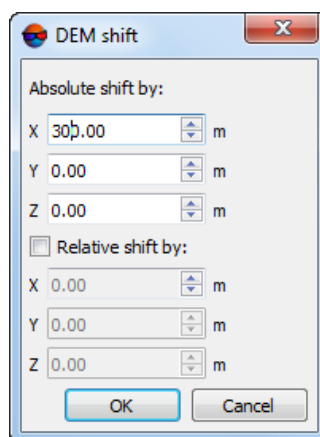 DEM shift
Absolute shift by:
X 300.00 m
Y 0.00 m
Z 0.00 m
Relative shift by:
X 0.00 m
Y 0.00 m
Z 0.00 m
OK Cancel